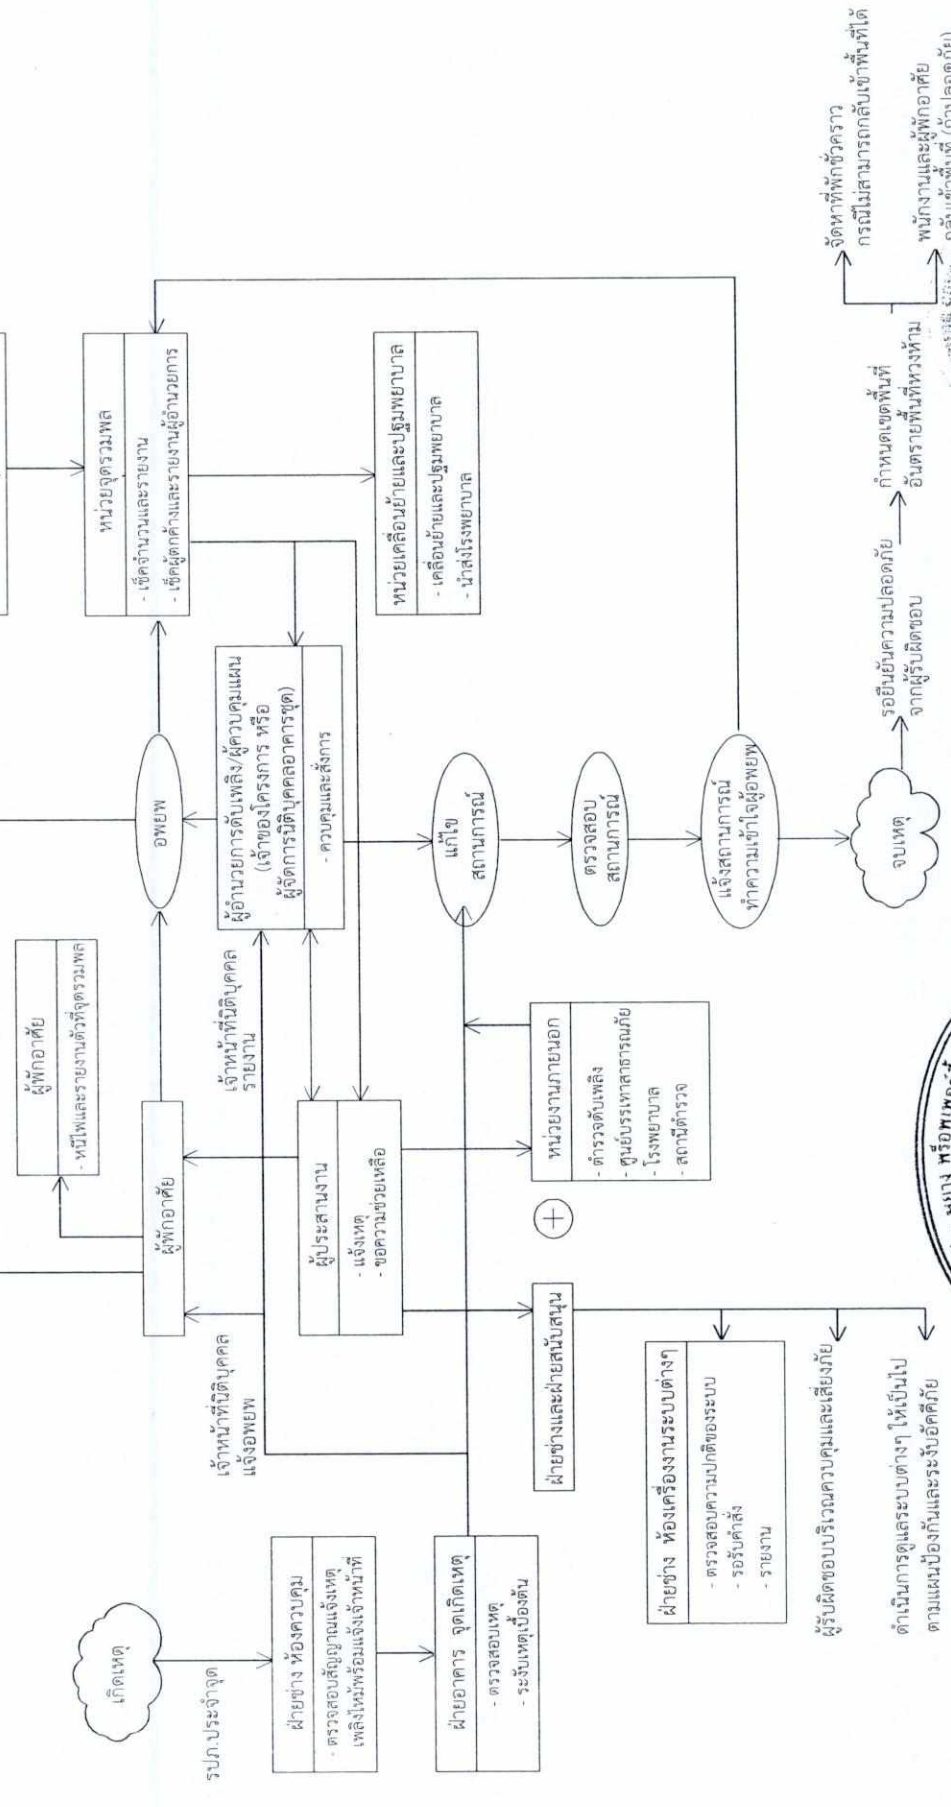 เกิดเหตุ
รปภ.ประจำจุด
ฝ่ายช่าง ห้องควบคุม
- ตรวจสอบสัญญาณแจ้งเหตุ
เพลิงไหม้พร้อมแจ้งเจ้าหน้าที่
ฝ่ายอาคาร จุดเกิดเหตุ
- ตรวจสอบเหตุ
- ระงับเหตุเบื้องต้น
เจ้าหน้าที่นิติบุคคล
แจ้งอพยพ
ผู้พักอาศัย
ผู้พักอาศัย
- หนีไฟและรายงานตัวที่จุดรวมพล
เจ้าหน้าที่นิติบุคคล
รายงาน
ผู้ประสานงาน
- แจ้งเหตุ
- ขอความช่วยเหลือ
ฝ่ายช่างและฝ่ายสนับสนุน
+
หน่วยงานภายนอก
- ตำรวจดับเพลิง
- ศูนย์บรรเทาสาธารณภัย
- โรงพยาบาล
- สถานีตำรวจ
ฝ่ายช่าง ห้องเครื่องงานระบบต่างๆ
- ตรวจสอบความปกติของระบบ
- รอรับคำสั่ง
- รายงาน
ผู้รับผิดชอบบริเวณควบคุมและเสี่ยงภัย
ดำเนินการดูแลระบบต่างๆ ให้เป็นไป
ตามแผนป้องกันและระงับอัคคีภัย
อพยพ
ผู้อำนวยการดับเพลิง/ผู้ควบคุมแผน
(เจ้าของโครงการ หรือ
ผู้จัดการนิติบุคคลอาคารชุด)
- ควบคุมและสั่งการ
แก้ไข
สถานการณ์
ตรวจสอบ
สถานการณ์
แจ้งสถานการณ์
ทำความเข้าใจผู้อพยพ
จบเหตุ
หน่วยจุดรวมพล
- เช็คจำนวนและรายงาน
- เช็คผู้ตกค้างและรายงานผู้อำนวยการ
หน่วยเคลื่อนย้ายและปฐมพยาบาล
- เคลื่อนย้ายและปฐมพยาบาล
- นำส่งโรงพยาบาล
รอยืนยันความปลอดภัย
จากผู้รับผิดชอบ
กำหนดเขตพื้นที่
อันตรายพื้นที่หวงห้าม
จัดหาที่พักชั่วคราว
กรณีไม่สามารถกลับเข้าพื้นที่ได้
พนักงานและผู้พักอาศัย
กลับเข้าพื้นที่ (ถ้าปลอดภัย)